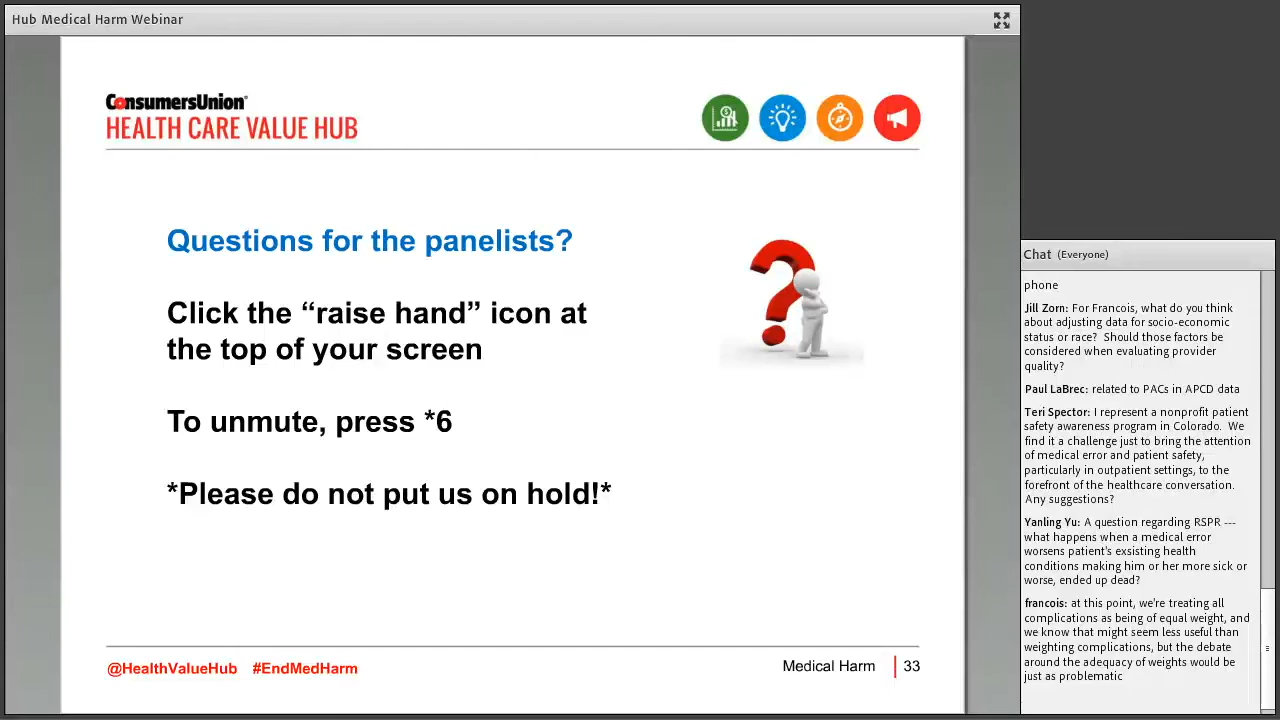 Hub Medical Harm Webinar
ConsumersUnion®
HEALTH CARE VALUE HUB
Questions for the panelists?
Click the “raise hand” icon at
the top of your screen
To unmute, press *6
*Please do not put us on hold!*
@HealthValueHub #EndMedHarm
Medical Harm 33
Chat (Everyone)
phone
Jill Zorn: For Francois, what do you think
about adjusting data for socio-economic
status or race? Should those factors be
considered when evaluating provider
quality?
Paul LaBrec: related to PACs in APCD data
Teri Spector: I represent a nonprofit patient
safety awareness program in Colorado. We
find it a challenge just to bring the attention
of medical error and patient safety,
particularly in outpatient settings, to the
forefront of the healthcare conversation.
Any suggestions?
Yanling Yu: A question regarding RSPR ---
what happens when a medical error
worsens patient's exsisting health
conditions making him or her more sick or
worse, ended up dead?
francois: at this point, we're treating all
complications as being of equal weight, and
we know that might seem less useful than
weighting complications, but the debate
around the adequacy of weights would be
just as problematic